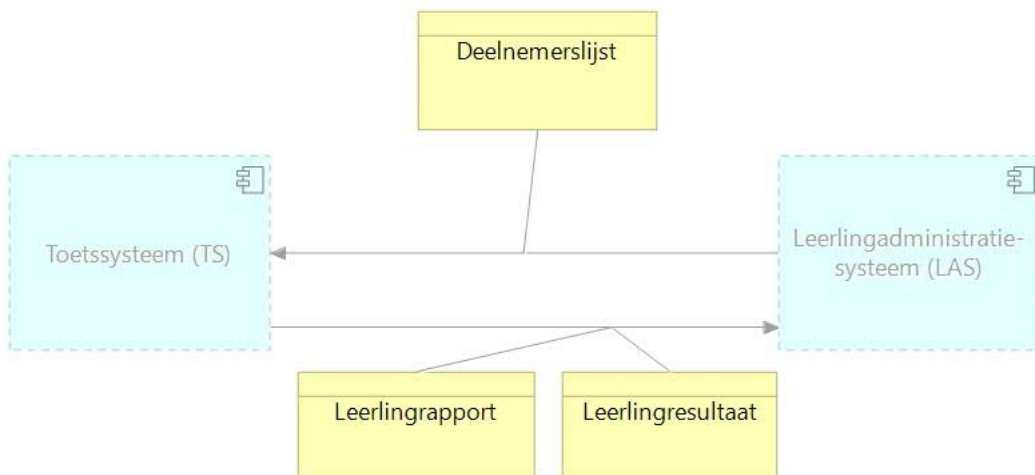 Deelnemerslijst
Toetssysteem (TS)
Leerlingadministratie-
systeem (LAS)
Leerlingrapport
Leerlingresultaat